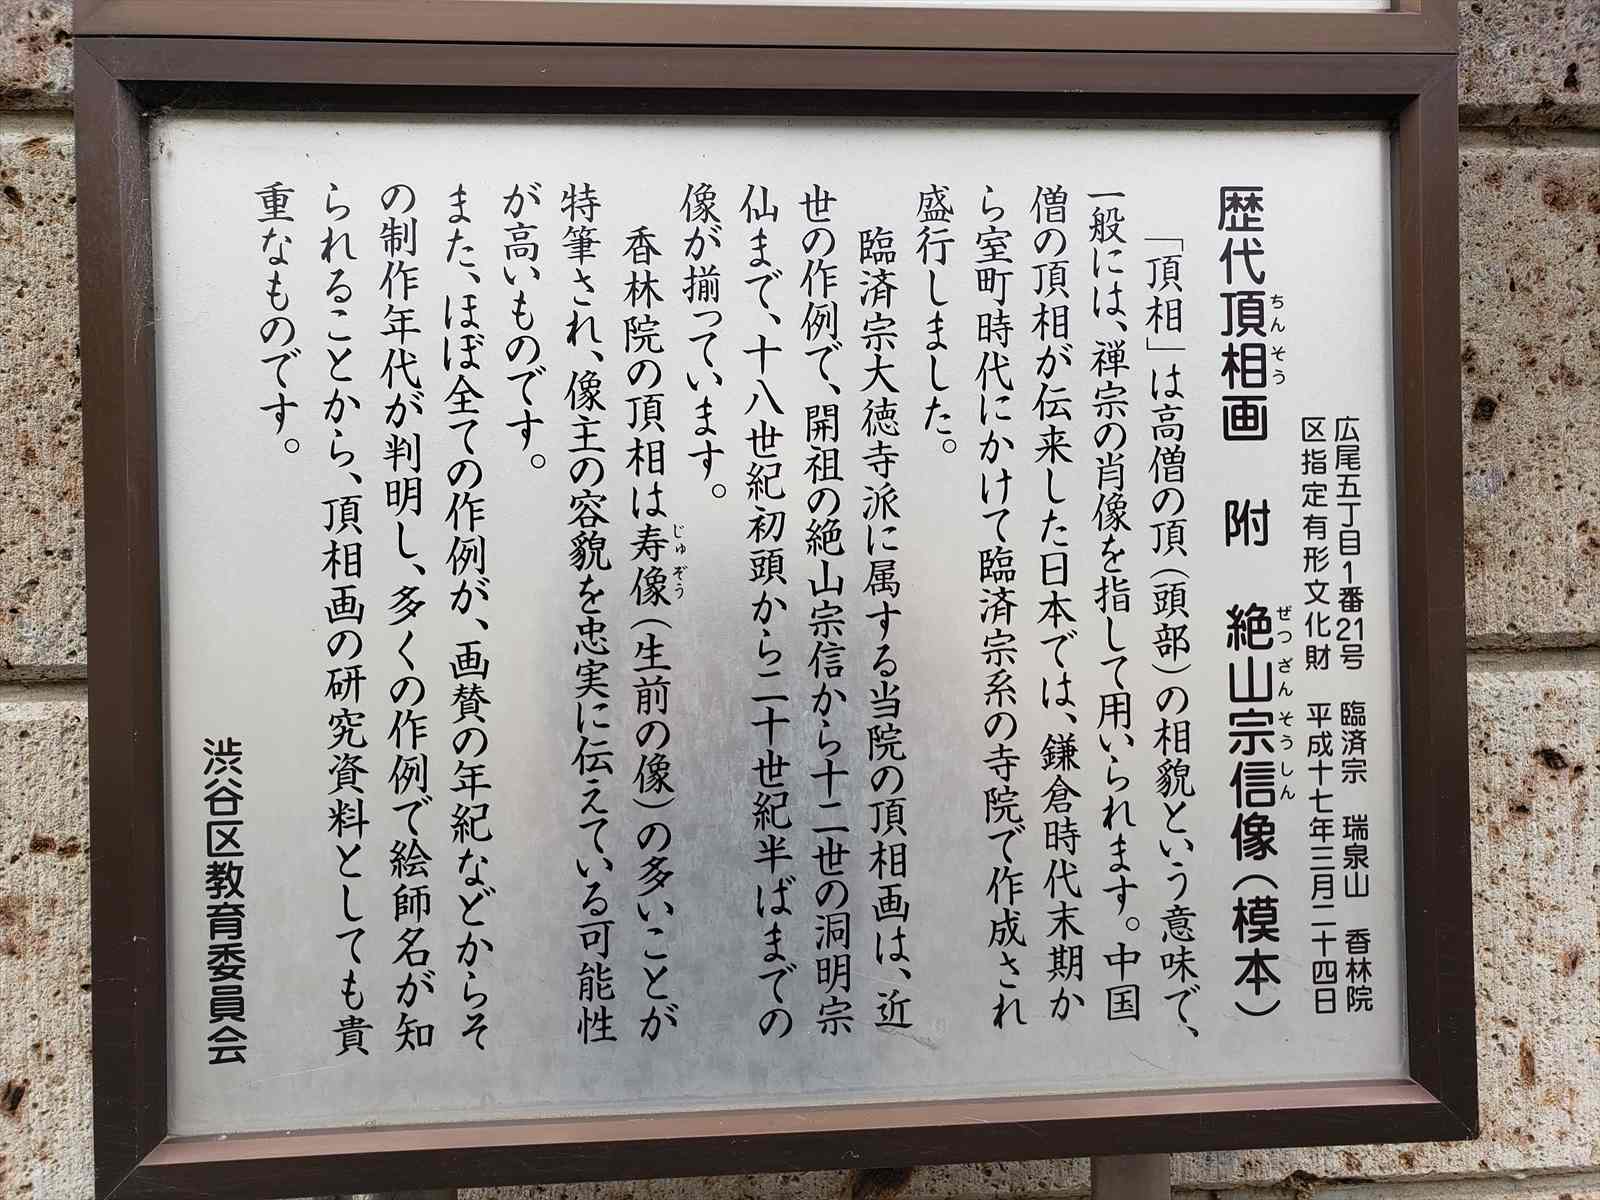 広尾五丁目1番21号　臨済宗　瑞泉山　香林院
区指定有形文化財　平成十七年三月二十四日
歴代頂相画　附　絶山宗信像（模本）
ちんそう
ぜつざんそうしん
「頂相」は高僧の頂（頭部）の相貌という意味で、
一般には、禅宗の肖像を指して用いられます。中国
僧の頂相が伝来した日本では、鎌倉時代末期か
ら室町時代にかけて臨済宗系の寺院で作成され
盛行しました。
臨済宗大徳寺派に属する当院の頂相画は、近
世の作例で、開祖の絶山宗信から十二世の洞明宗
仙まで、十八世紀初頭から二十世紀半ばまでの
像が揃っています。
香林院の頂相は寿像（生前の像）の多いことが
じゅぞう
特筆され、像主の容貌を忠実に伝えている可能性
が高いものです。
また、ほぼ全ての作例が、画賛の年紀などからそ
の制作年代が判明し、多くの作例で絵師名が知
られることから、頂相画の研究資料としても貴
重なものです。
渋谷区教育委員会